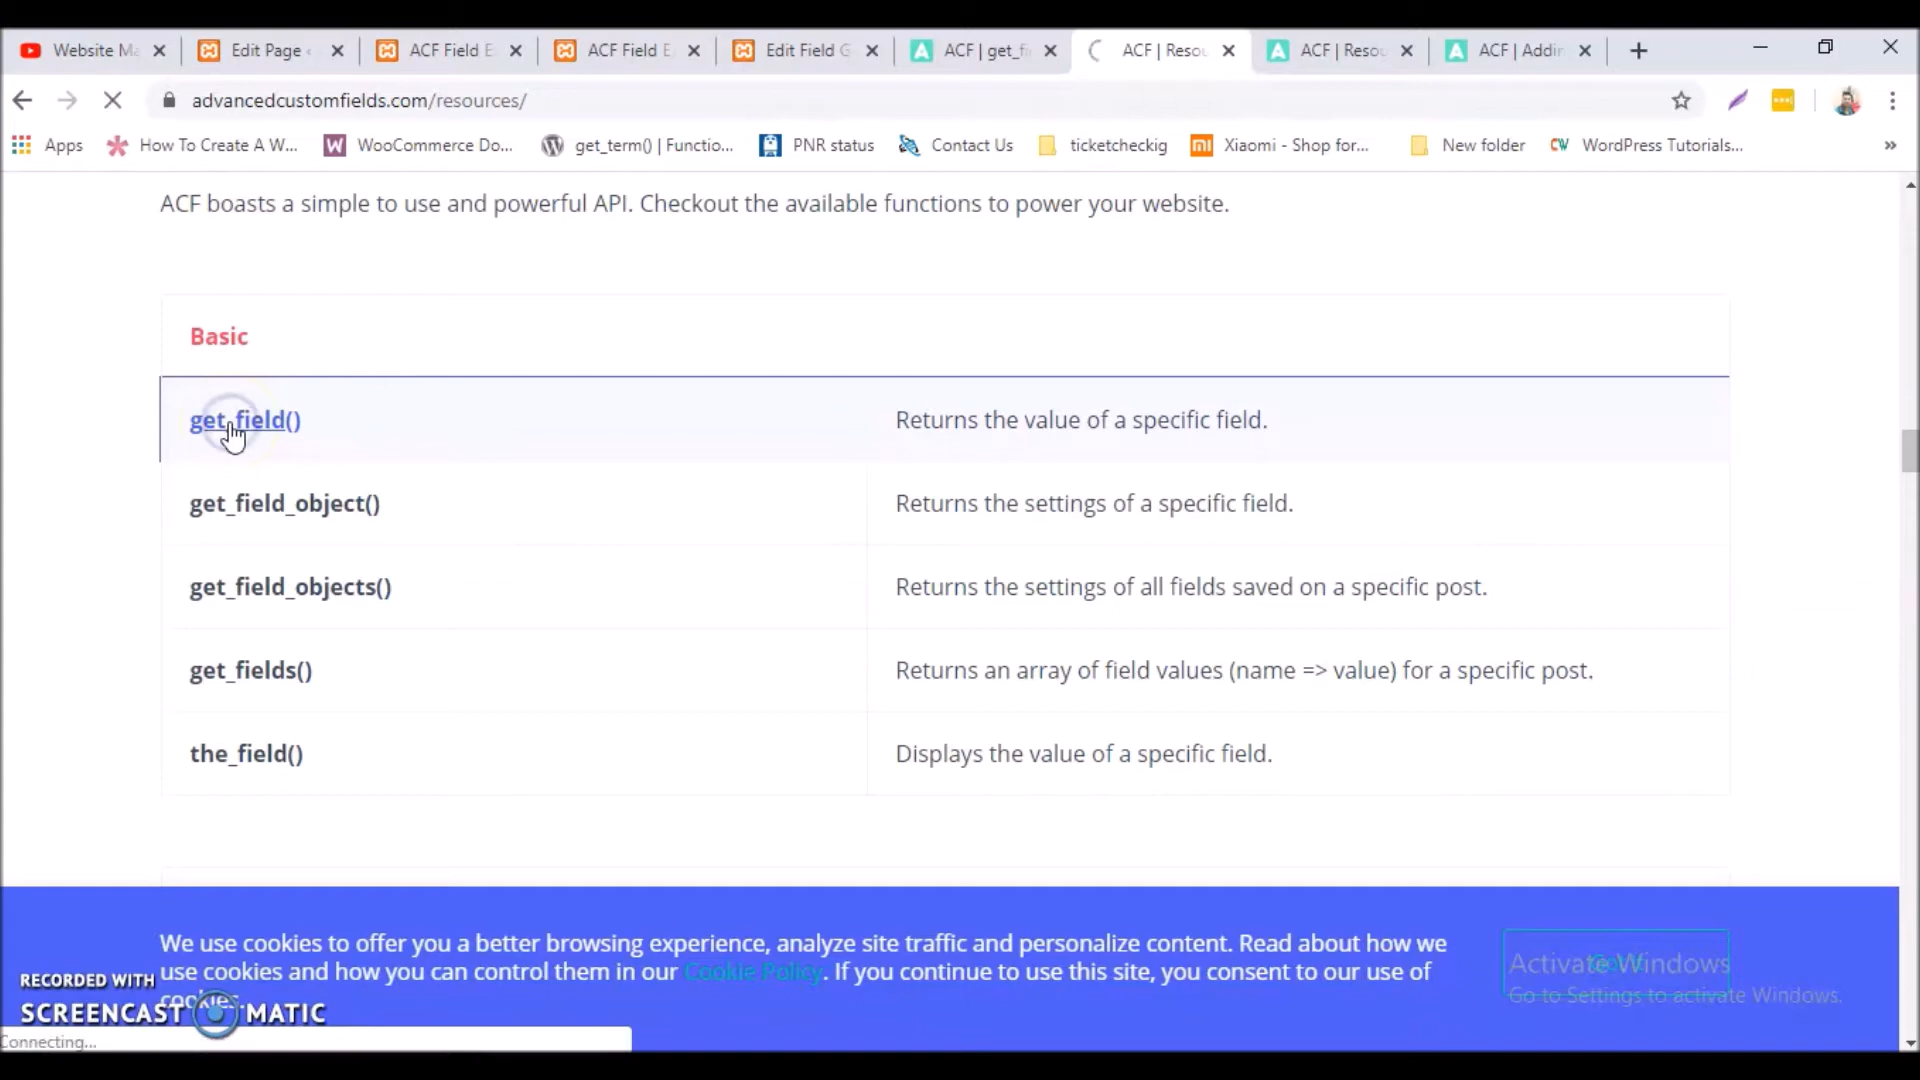 Website Ma
Edit Page ‹
ACF Field E
ACF Field E
Edit Field G
ACF | get_fi
ACF | Resou
ACF | Resou
ACF | Addin
advancedcustomfields.com/resources/
Apps
How To Create A W...
WooCommerce Do...
get_term() | Functio...
PNR status
Contact Us
ticketcheckig
Xiaomi - Shop for...
New folder
WordPress Tutorials...
»
ACF boasts a simple to use and powerful API. Checkout the available functions to power your website.
Basic
get_field() Returns the value of a specific field.
get_field_object() Returns the settings of a specific field.
get_field_objects() Returns the settings of all fields saved on a specific post.
get_fields() Returns an array of field values (name => value) for a specific post.
the_field() Displays the value of a specific field.
We use cookies to offer you a better browsing experience, analyze site traffic and personalize content. Read about how we
use cookies and how you can control them in our Cookie Policy. If you continue to use this site, you consent to our use of
cookies.
Activate Windows
Go to Settings to activate Windows.
RECORDED WITH
SCREENCAST MATIC
Connecting...